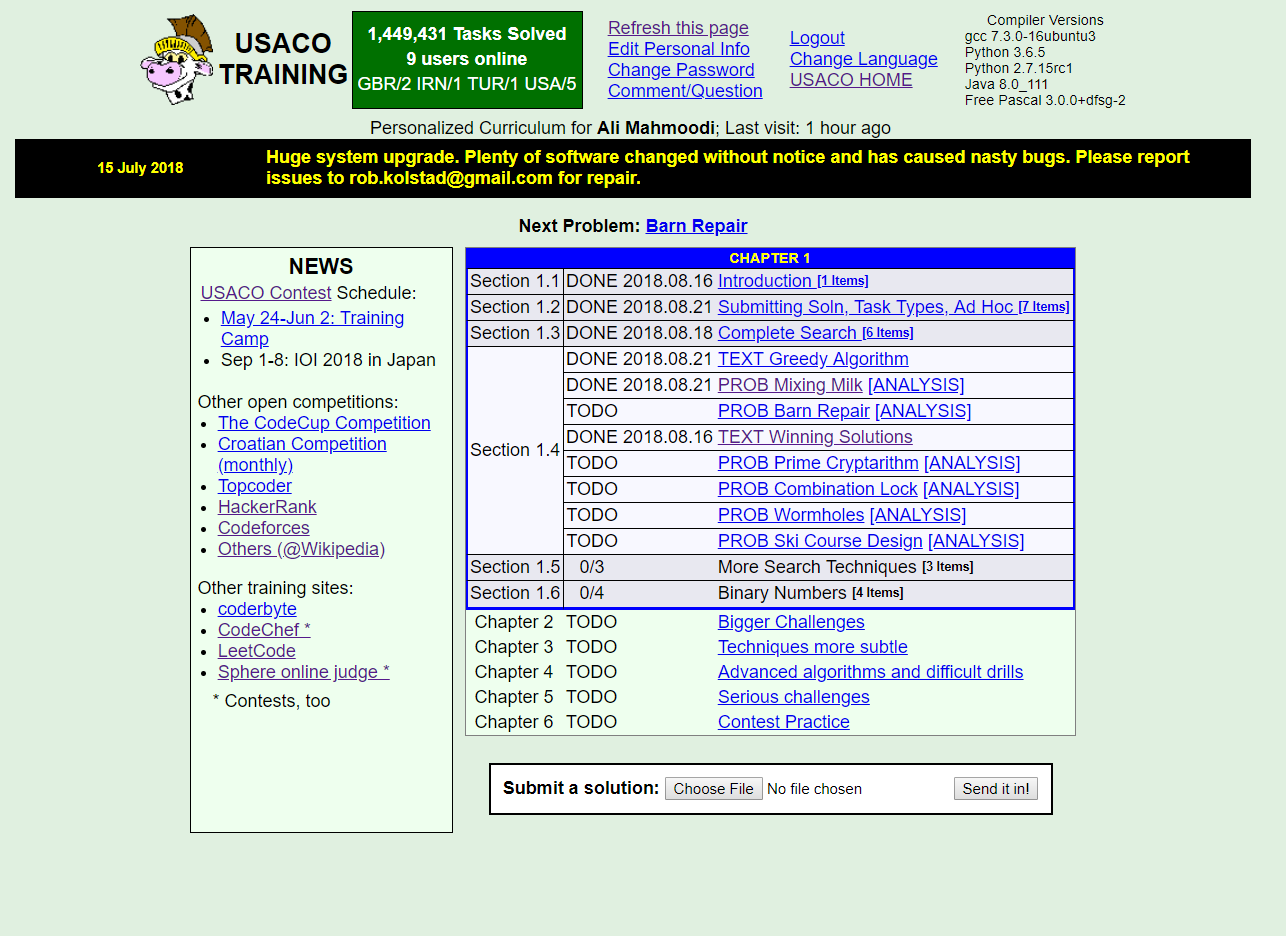 USACO
TRAINING
1,449,431 Tasks Solved
9 users online
GBR/2 IRN/1 TUR/1 USA/5
Refresh this page
Edit Personal Info
Change Password
Comment/Question
Logout
Change Language
USACO HOME
Compiler Versions
gcc 7.3.0-16ubuntu3
Python 3.6.5
Python 2.7.15rc1
Java 8.0_111
Free Pascal 3.0.0+dfsg-2
Personalized Curriculum for Ali Mahmoodi; Last visit: 1 hour ago
15 July 2018
Huge system upgrade. Plenty of software changed without notice and has caused nasty bugs. Please report
issues to rob.kolstad@gmail.com for repair.
Next Problem: Barn Repair
NEWS
USACO Contest Schedule:
• May 24-Jun 2: Training
Camp
• Sep 1-8: IOI 2018 in Japan
Other open competitions:
• The CodeCup Competition
• Croatian Competition
(monthly)
• Topcoder
• HackerRank
• Codeforces
• Others (@Wikipedia)
Other training sites:
• coderbyte
• CodeChef *
• LeetCode
• Sphere online judge *
* Contests, too
CHAPTER 1
Section 1.1 DONE 2018.08.16 Introduction [1 Items]
Section 1.2 DONE 2018.08.21 Submitting Soln, Task Types, Ad Hoc [7 Items]
Section 1.3 DONE 2018.08.18 Complete Search [6 Items]
Section 1.4
DONE 2018.08.21 TEXT Greedy Algorithm
DONE 2018.08.21 PROB Mixing Milk [ANALYSIS]
TODO PROB Barn Repair [ANALYSIS]
DONE 2018.08.16 TEXT Winning Solutions
TODO PROB Prime Cryptarithm [ANALYSIS]
TODO PROB Combination Lock [ANALYSIS]
TODO PROB Wormholes [ANALYSIS]
TODO PROB Ski Course Design [ANALYSIS]
Section 1.5 0/3 More Search Techniques [3 Items]
Section 1.6 0/4 Binary Numbers [4 Items]
Chapter 2 TODO Bigger Challenges
Chapter 3 TODO Techniques more subtle
Chapter 4 TODO Advanced algorithms and difficult drills
Chapter 5 TODO Serious challenges
Chapter 6 TODO Contest Practice
Submit a solution: Choose File No file chosen Send it in!